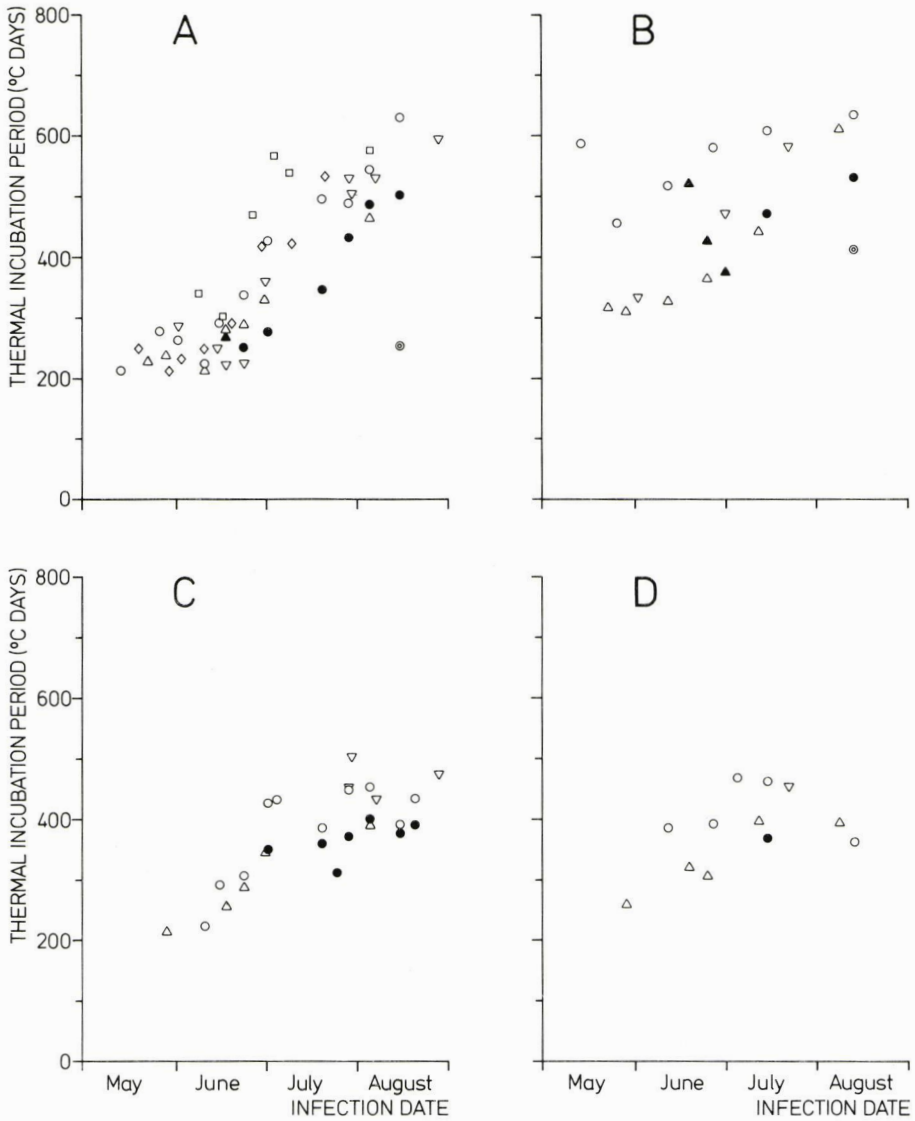 A
B
THERMAL INCUBATION PERIOD (°C DAYS)
800
600
400
200
0
C
D
THERMAL INCUBATION PERIOD (°C DAYS)
800
600
400
200
0
May June July August
INFECTION DATE
May June July August
INFECTION DATE